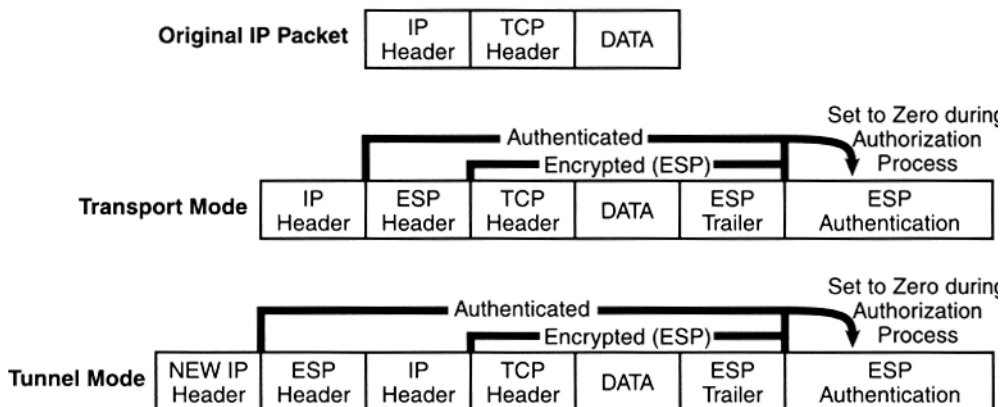 Original IP Packet
IP Header
TCP Header
DATA
Set to Zero during
Authorization
Process
Authenticated
Encrypted (ESP)
Transport Mode
IP Header
ESP Header
TCP Header
DATA
ESP Trailer
ESP Authentication
Set to Zero during
Authorization
Process
Authenticated
Encrypted (ESP)
Tunnel Mode
NEW IP Header
ESP Header
IP Header
TCP Header
DATA
ESP Trailer
ESP Authentication